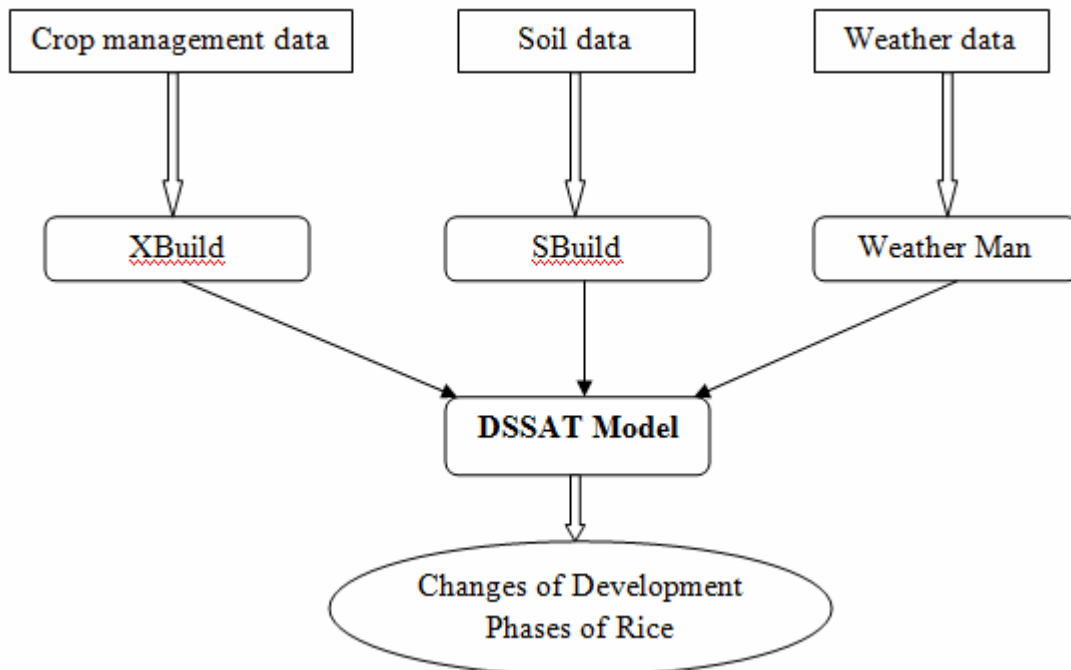 Crop management data
Soil data
Weather data
XBuild
SBuild
Weather Man
DSSAT Model
Changes of Development
Phases of Rice